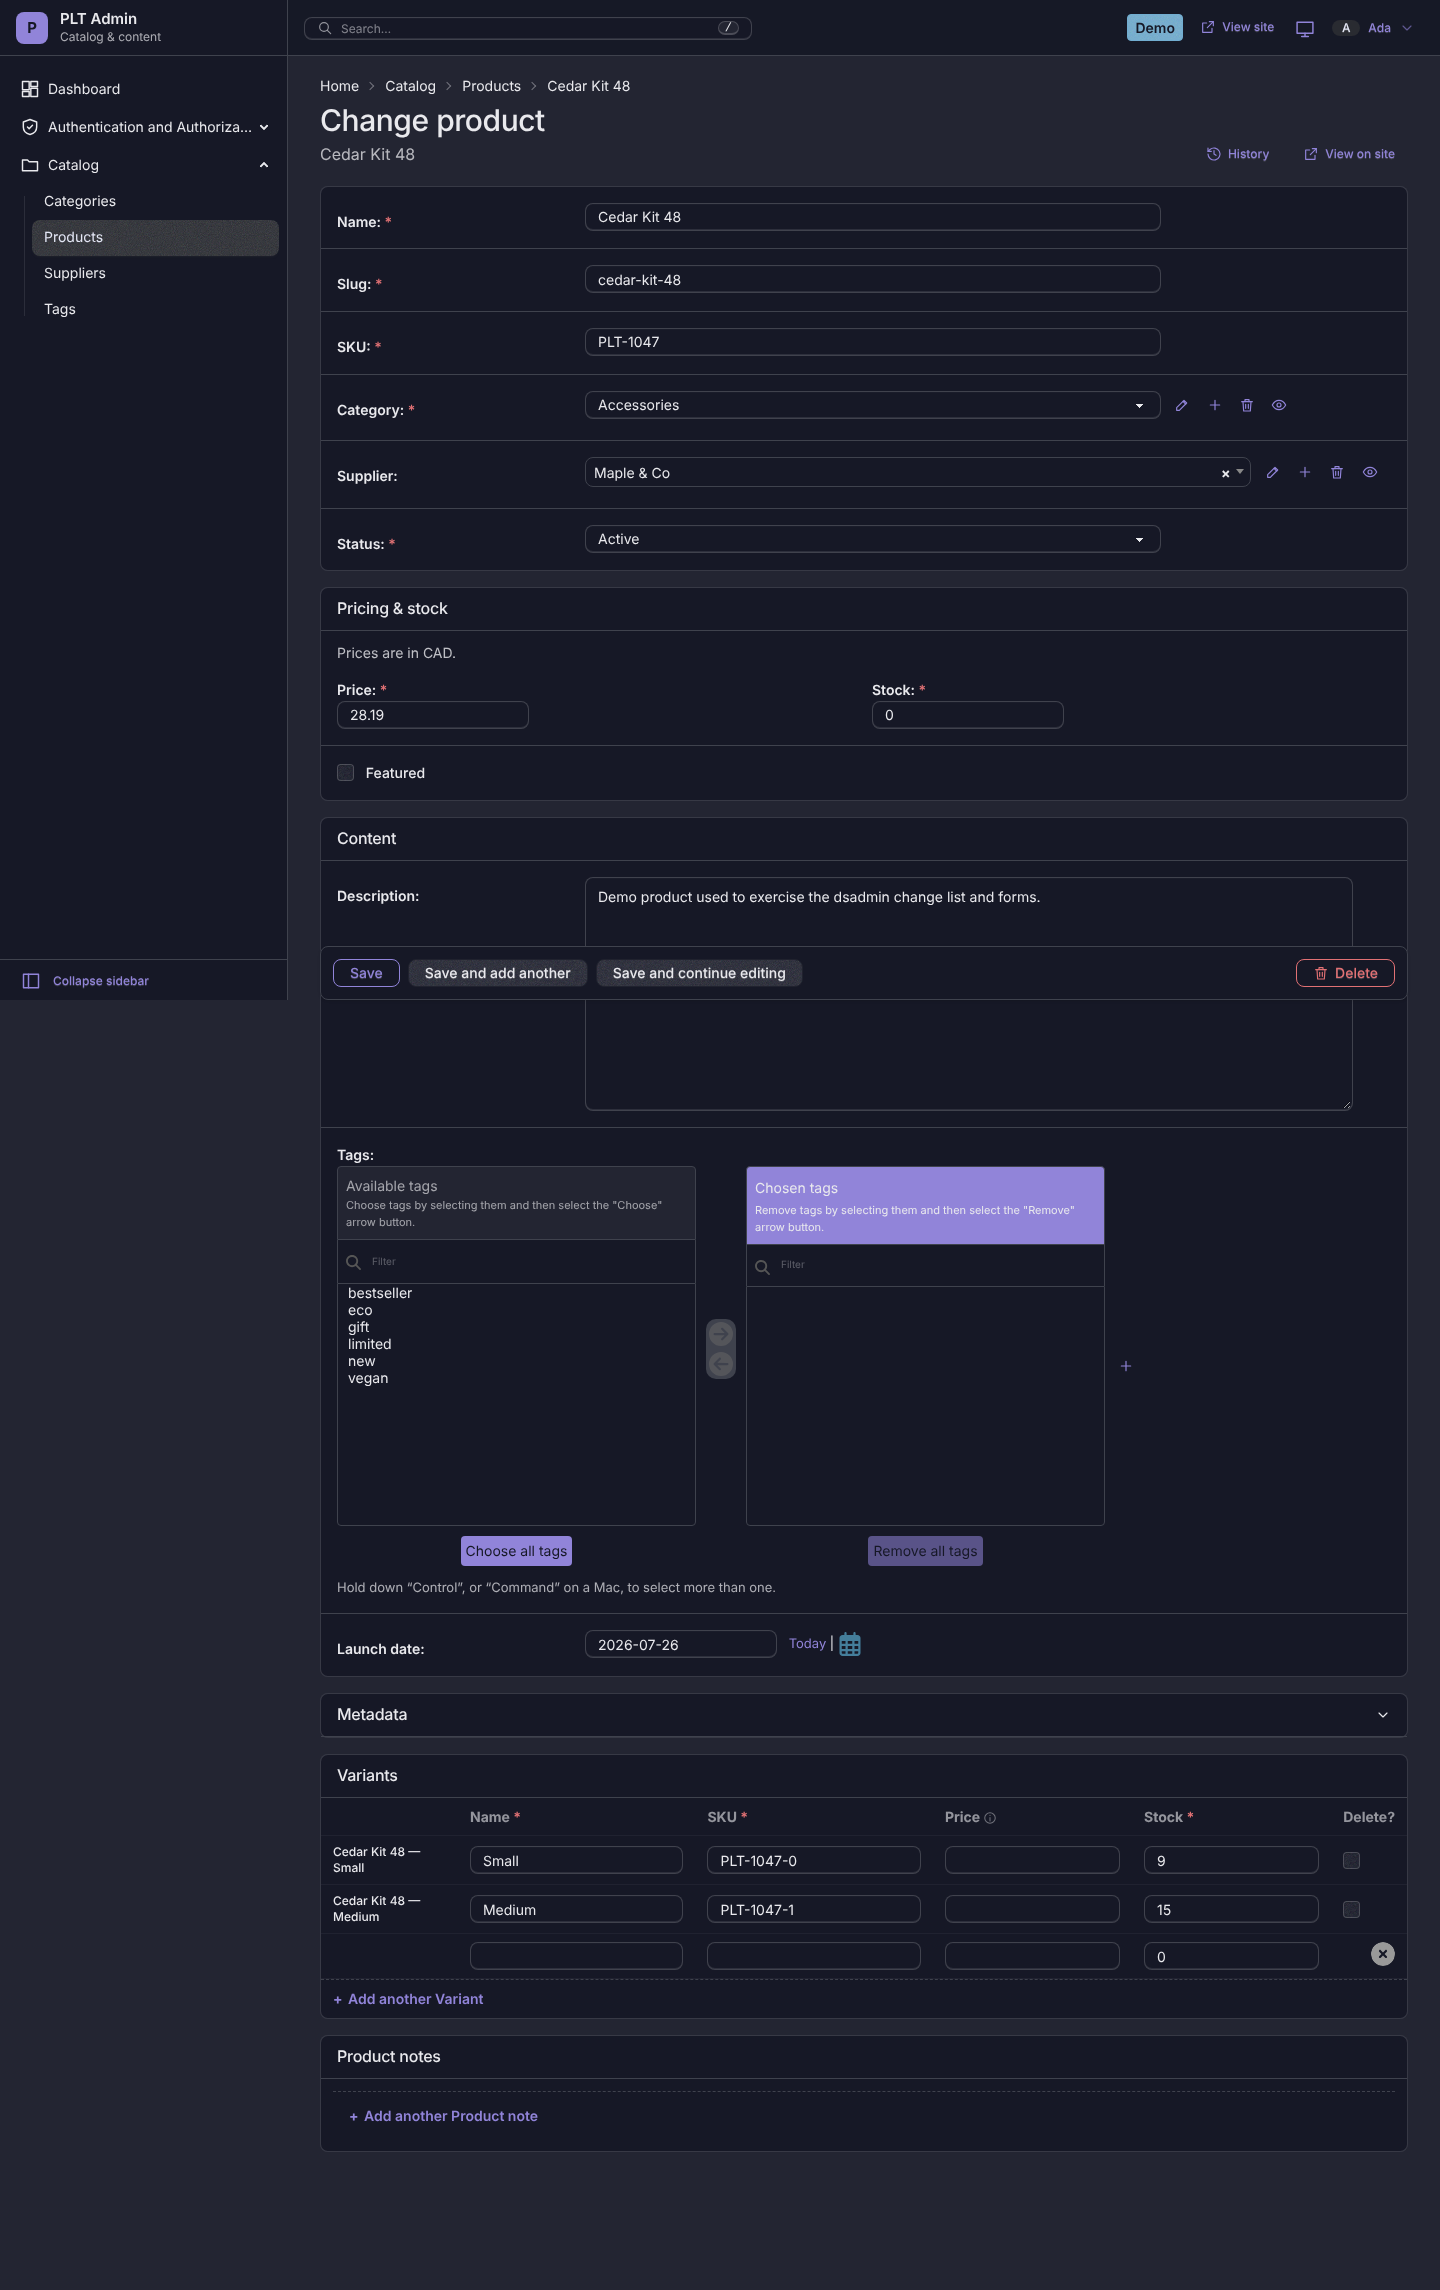 P
PLT Admin
Catalog & content
Search...
/
Demo
View site
A
Ada
Dashboard
Authentication and Authoriza...
Catalog
Categories
Products
Suppliers
Tags
Collapse sidebar
Home > Catalog > Products > Cedar Kit 48
Change product
Cedar Kit 48
History
View on site
Name: *
Cedar Kit 48
Slug: *
cedar-kit-48
SKU: *
PLT-1047
Category: *
Accessories
Supplier:
Maple & Co
×
Status: *
Active
Pricing & stock
Prices are in CAD.
Price: *
28.19
Stock: *
0
Featured
Content
Description:
Demo product used to exercise the dsadmin change list and forms.
Save
Save and add another
Save and continue editing
Delete
Tags:
Available tags
Choose tags by selecting them and then select the "Choose"
arrow button.
Filter
bestseller
eco
gift
limited
new
vegan
Choose all tags
Chosen tags
Remove tags by selecting them and then select the "Remove"
arrow button.
Filter
Remove all tags
Hold down “Control”, or “Command” on a Mac, to select more than one.
Launch date:
2026-07-26
Today |
Metadata
Variants
Name * SKU * Price Stock * Delete?
Cedar Kit 48 —
Small
Small
PLT-1047-0
9
Cedar Kit 48 —
Medium
Medium
PLT-1047-1
15
0
+ Add another Variant
Product notes
+ Add another Product note